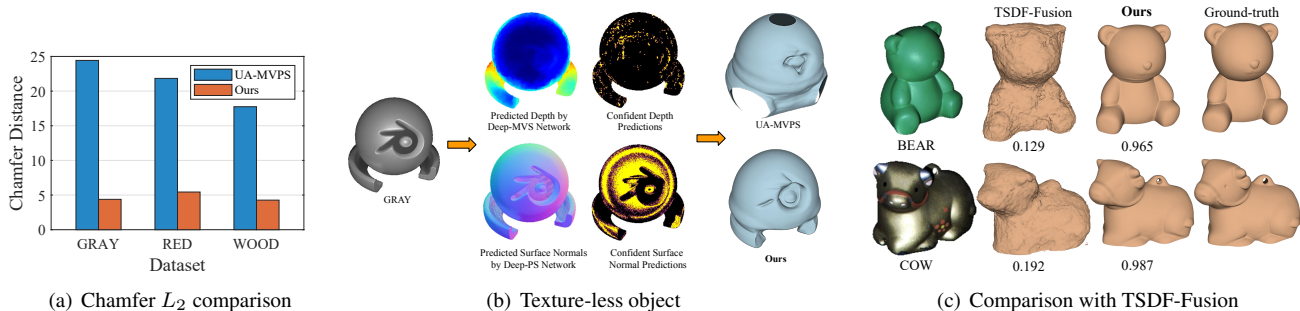 25
20
15
10
5
0
Chamfer Distance
UA-MVPS
Ours
GRAY RED WOOD
Dataset
(a) Chamfer L2 comparison
GRAY
Predicted Depth by
Deep-MVS Network
Confident Depth
Predictions
Predicted Surface Normals
by Deep-PS Network
Confident Surface
Normal Predictions
UA-MVPS
Ours
(b) Texture-less object
TSDF-Fusion Ours Ground-truth
BEAR
0.129 0.965
COW
0.192 0.987
(c) Comparison with TSDF-Fusion